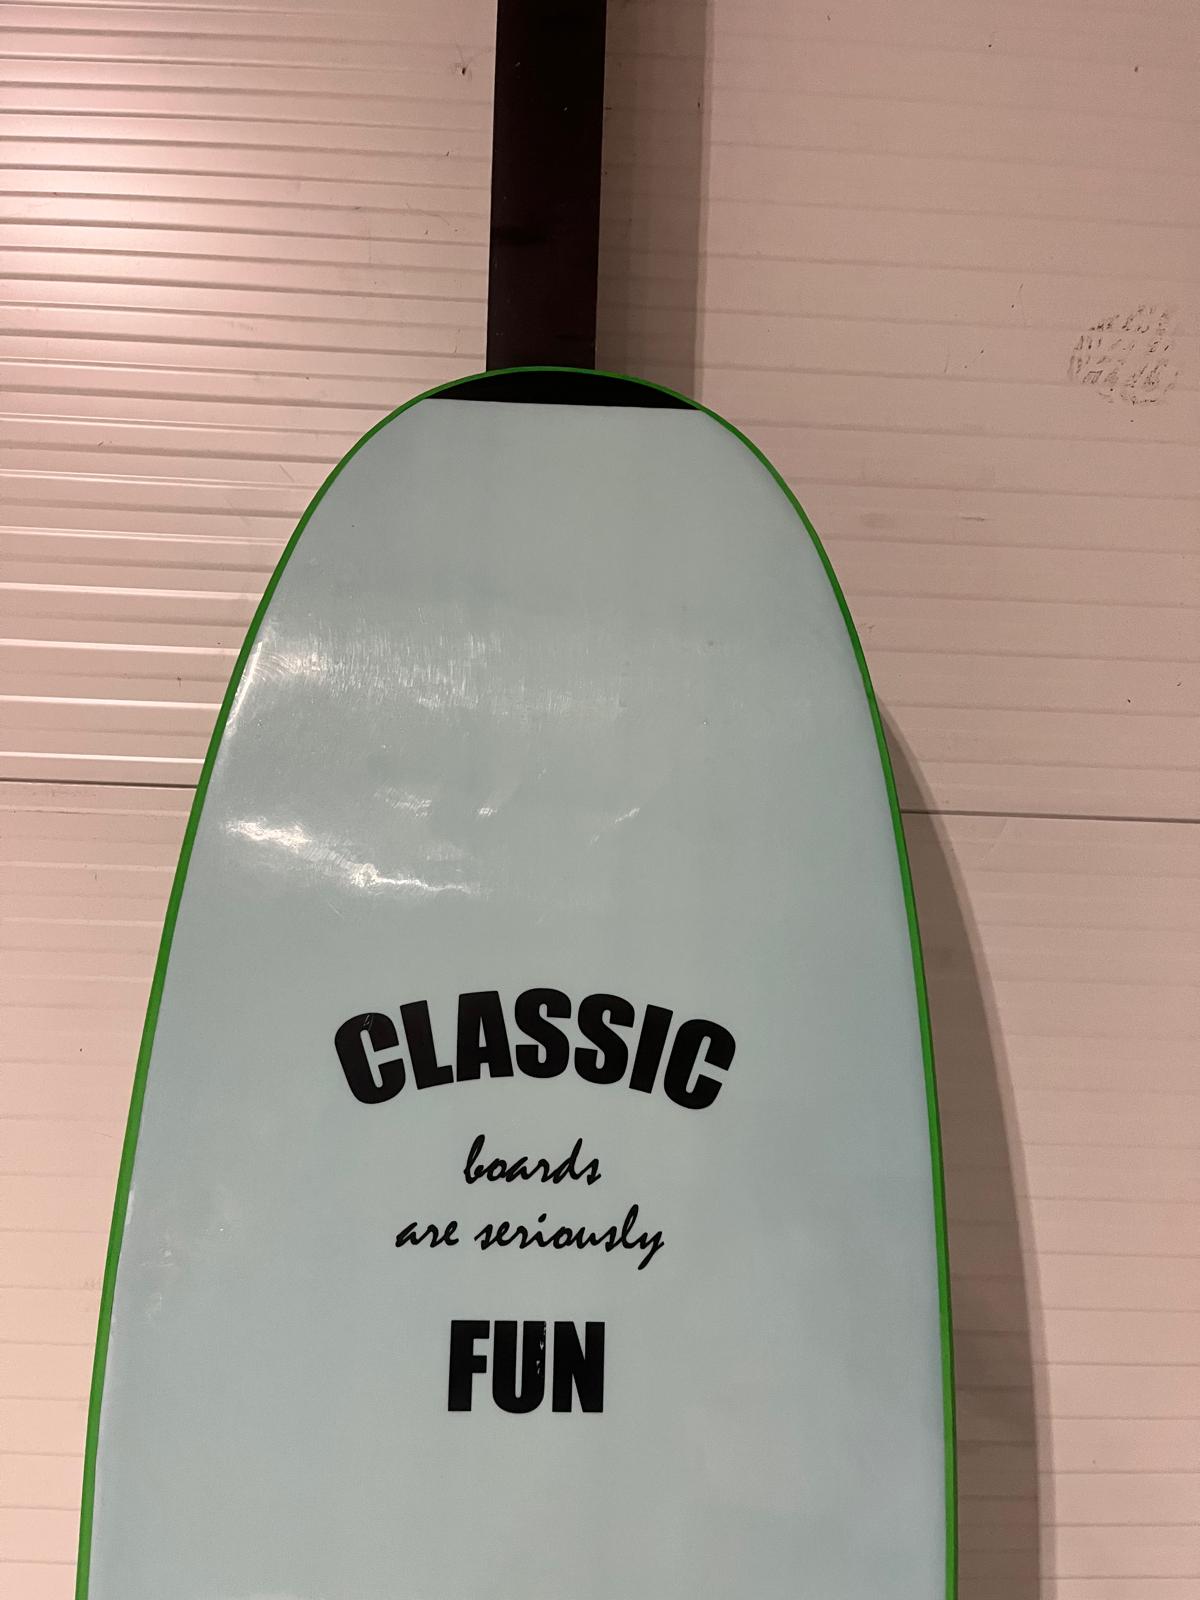 CLASSIC
boards
are seriously
FUN